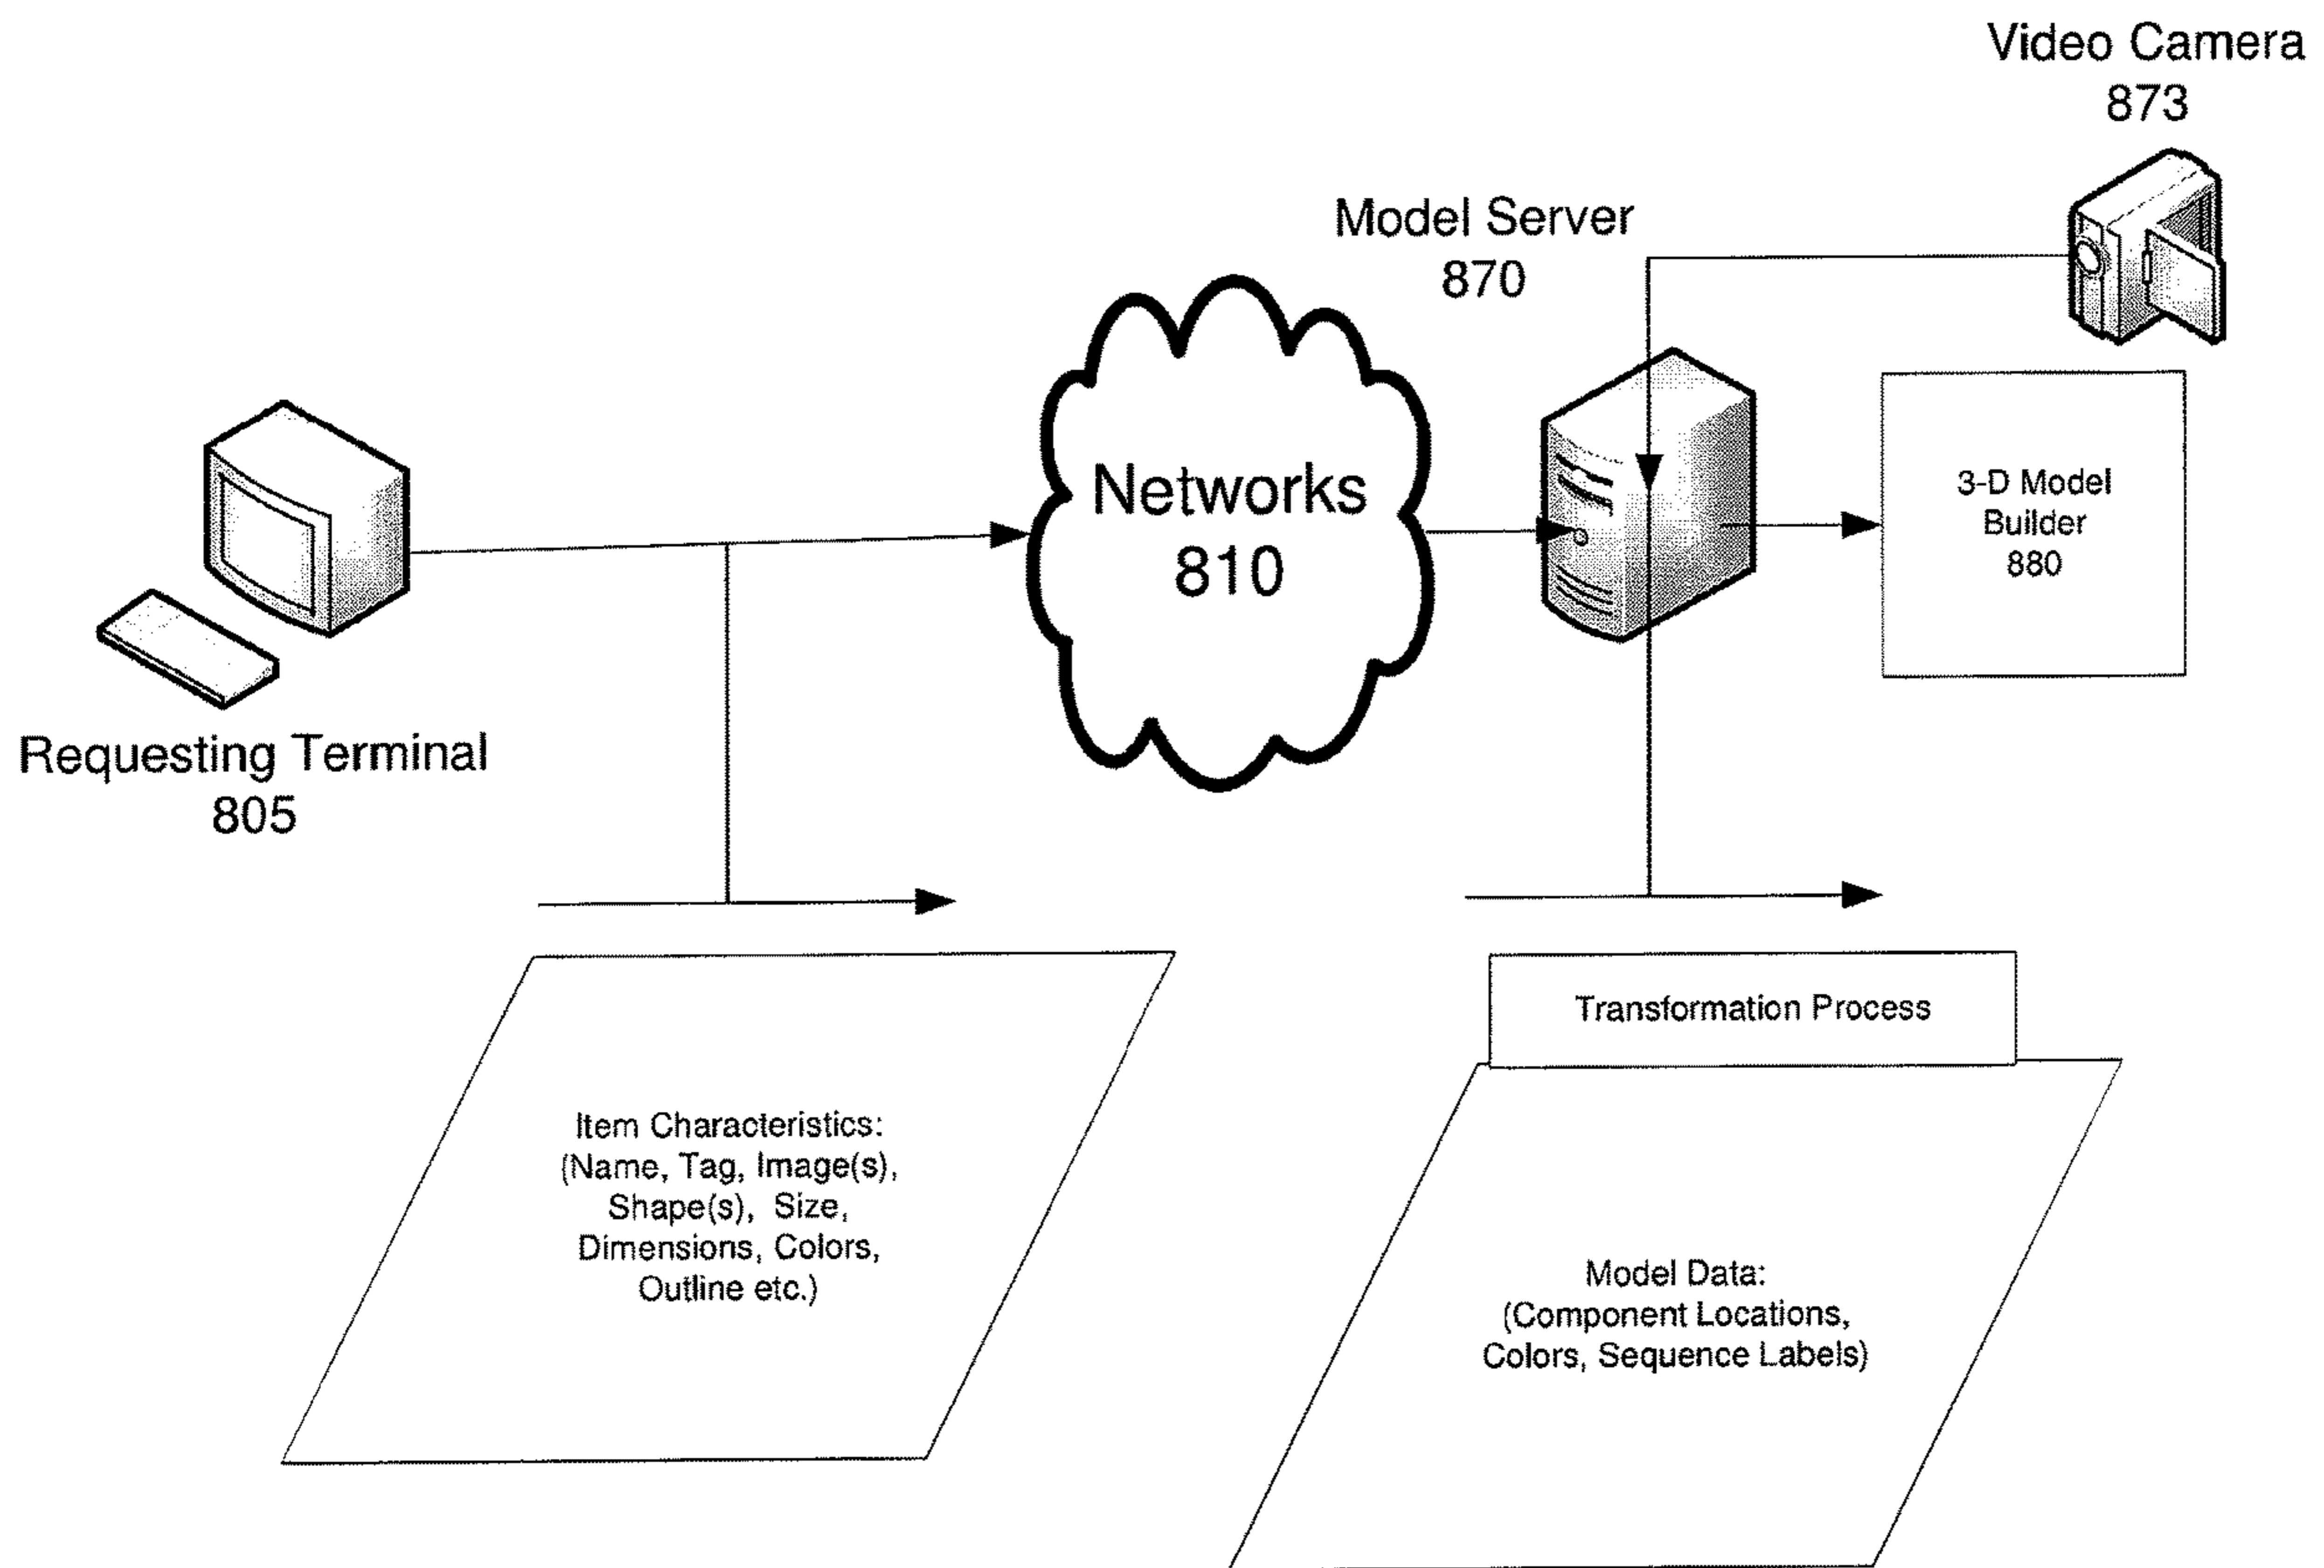 Video Camera
873
Model Server
870
Networks
810
3-D Model
Builder
880
Requesting Terminal
805
Transformation Process
Item Characteristics:
(Name, Tag, Image(s),
Shape(s), Size,
Dimensions, Colors,
Outline etc.)
Model Data:
(Component Locations,
Colors, Sequence Labels)